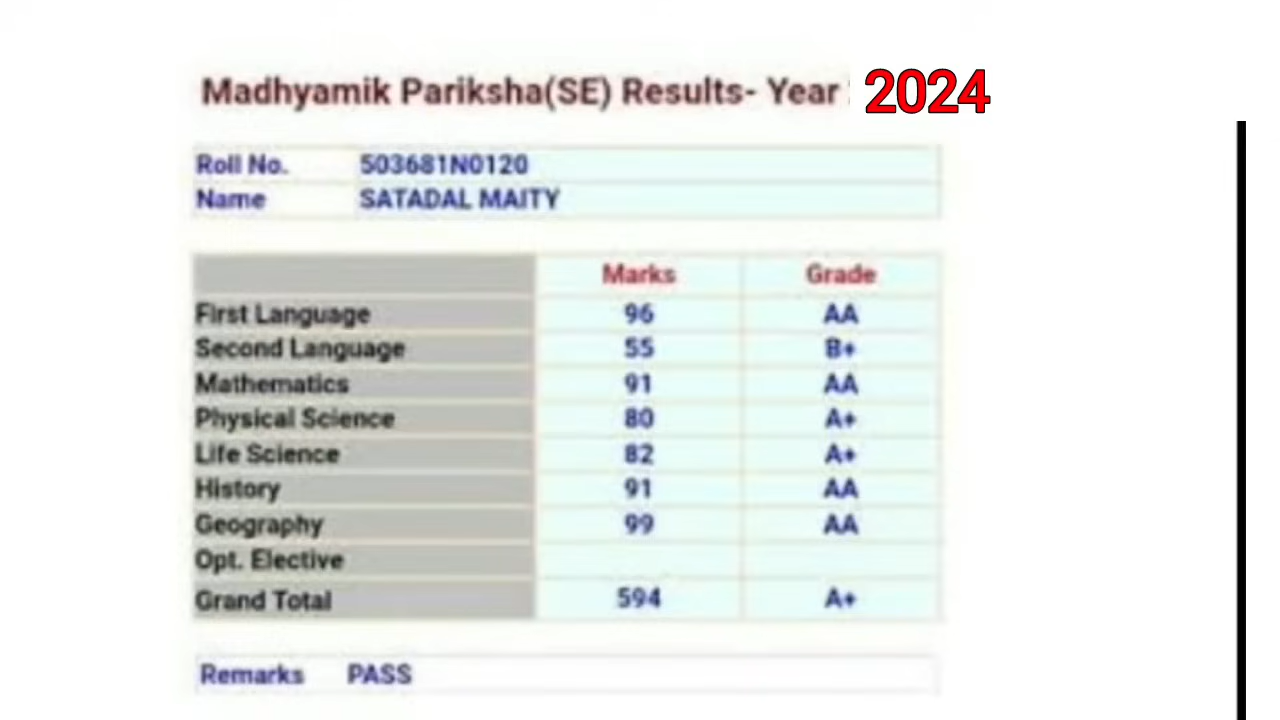 Madhyamik Pariksha(SE) Results- Year 2024
Roll No. 503681N0120
Name SATADAL MAITY
Marks Grade
First Language 96 AA
Second Language 55 B+
Mathematics 91 AA
Physical Science 80 A+
Life Science 82 A+
History 91 AA
Geography 99 AA
Opt. Elective
Grand Total 594 A+
Remarks PASS